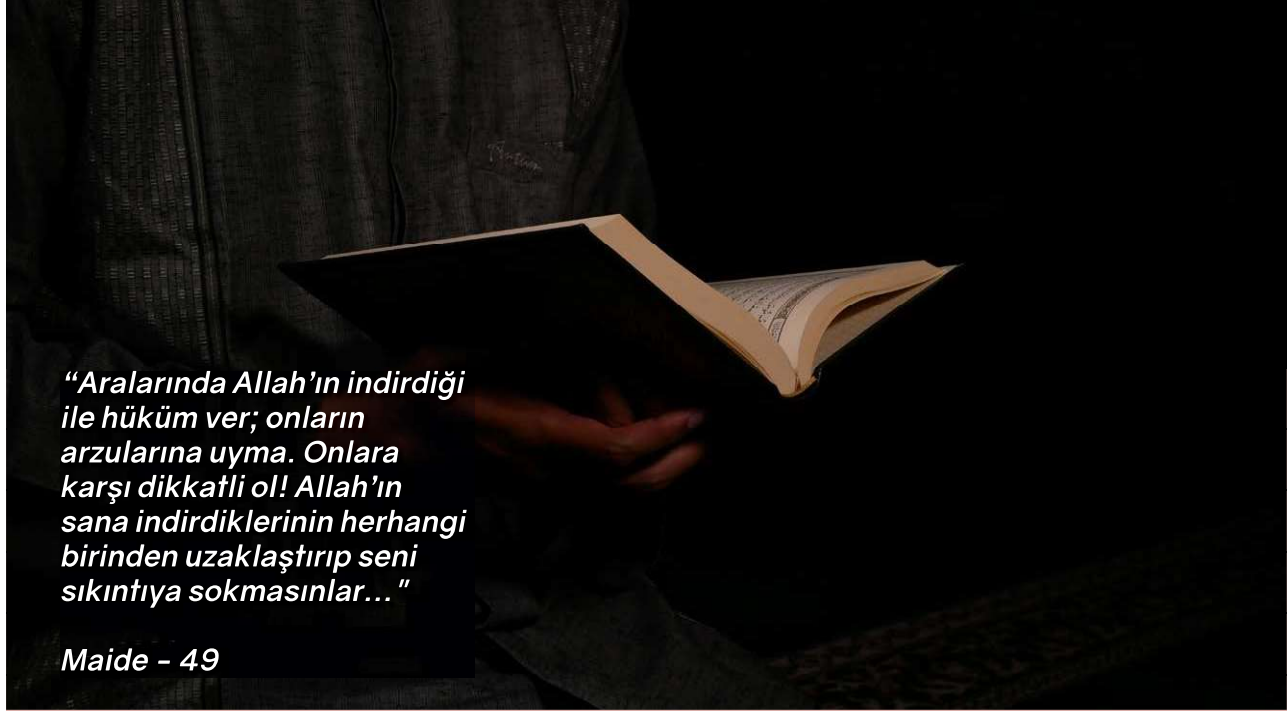 “Aralarında Allah’ın indirdiği
ile hüküm ver; onların
arzularına uyma. Onlara
karşı dikkatli ol! Allah’ın
sana indirdiklerinin herhangi
birinden uzaklaştırıp seni
sıkıntıya sokmasınlar...”
Maide – 49